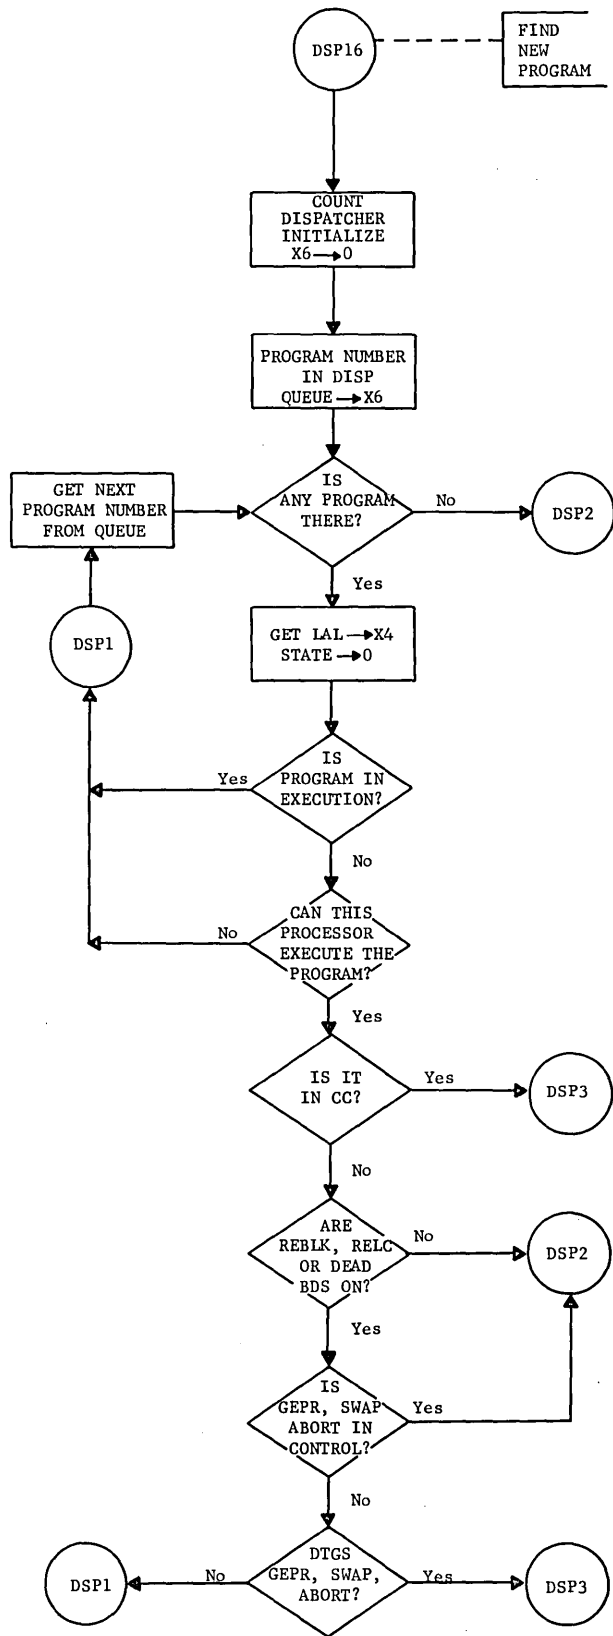 DSP16
FIND
NEW
PROGRAM
COUNT
DISPATCHER
INITIALIZE
X6→0
PROGRAM NUMBER
IN DISP
QUEUE→X6
GET NEXT
PROGRAM NUMBER
FROM QUEUE
IS
ANY PROGRAM
THERE?
No
DSP2
Yes
DSP1
GET LAL→X4
STATE→0
IS
PROGRAM IN
EXECUTION?
Yes
No
CAN THIS
PROCESSOR
EXECUTE THE
PROGRAM?
No
Yes
IS IT
IN CC?
Yes
DSP3
No
ARE
REBLK, RELC
OR DEAD
BDS ON?
No
DSP2
Yes
IS
GEPR, SWAP
ABORT IN
CONTROL?
Yes
No
DSP1
No
DTGS
GEPR, SWAP,
ABORT?
Yes
DSP3